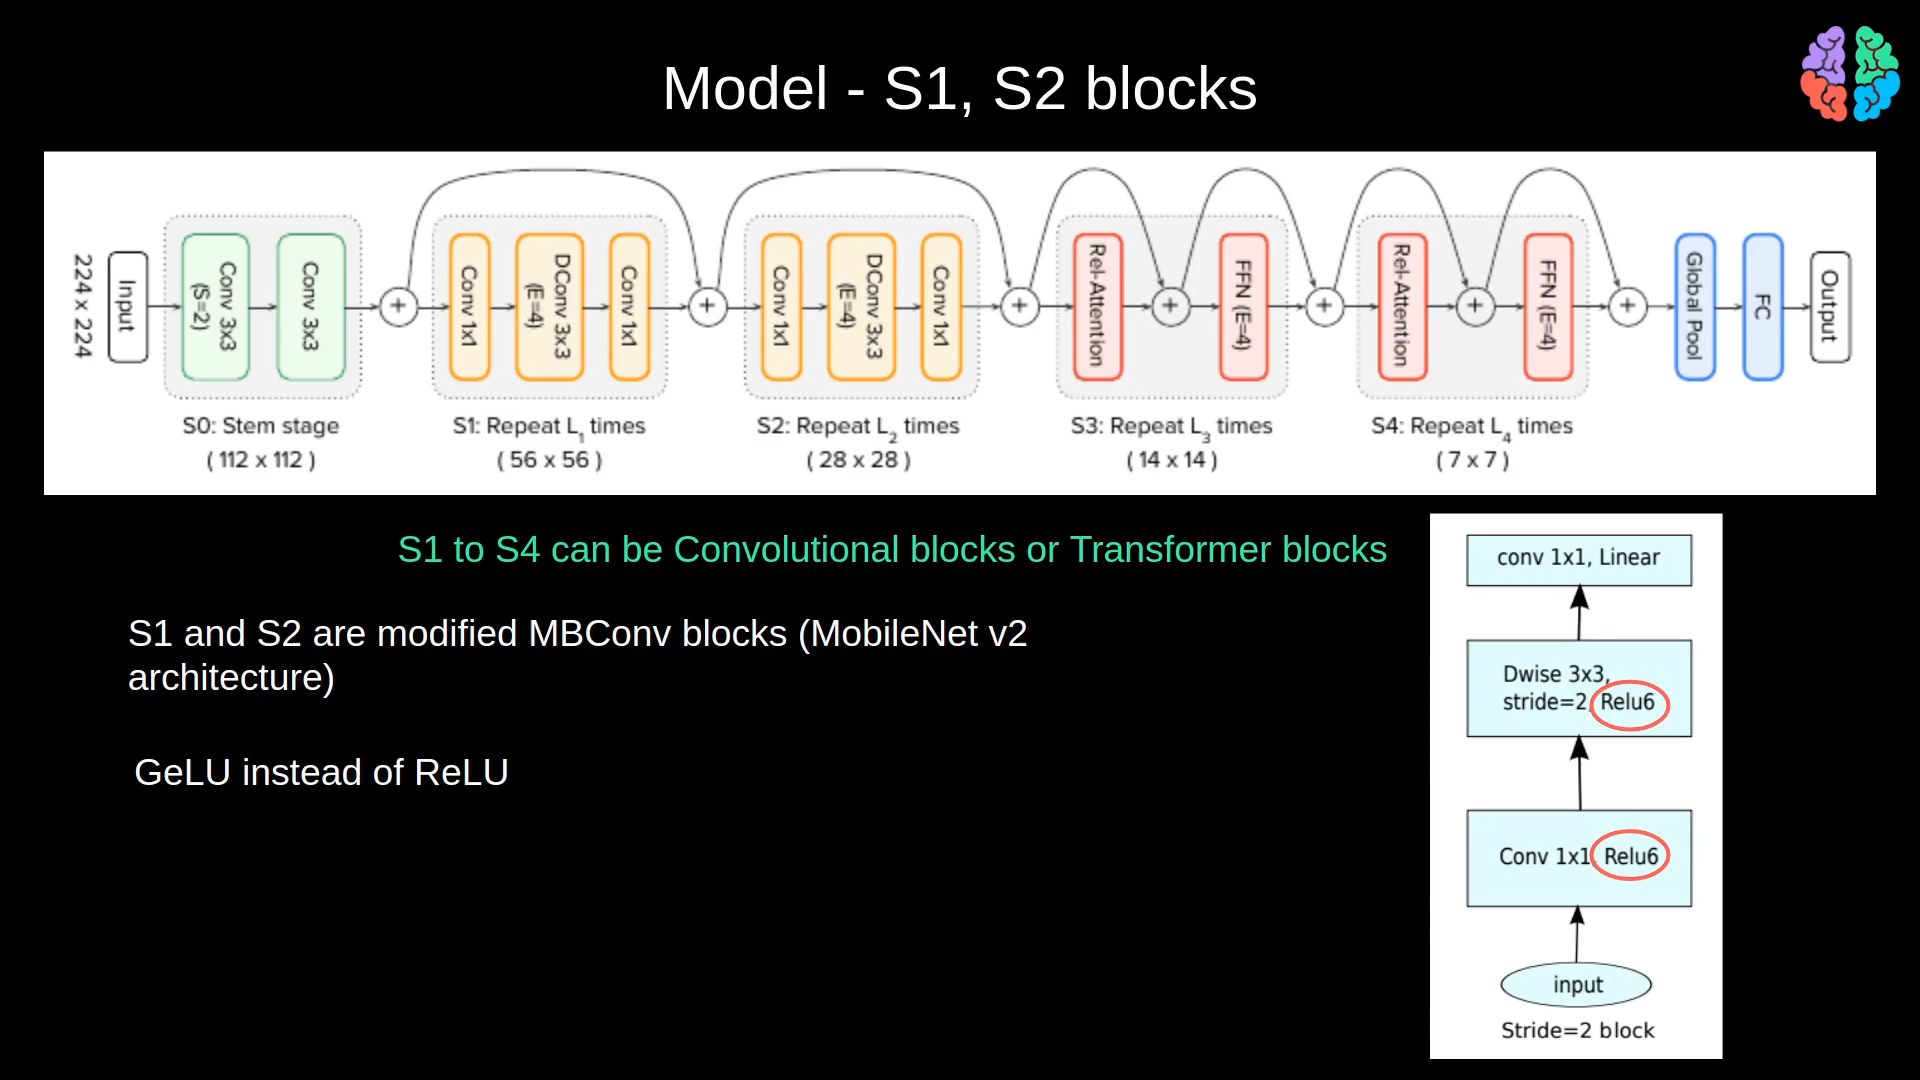 Model - S1, S2 blocks
224 x 224
Input
Conv 3x3
(S=2)
Conv 3x3
+
Conv 1x1
DConv 3x3
(E=4)
Conv 1x1
+
Conv 1x1
DConv 3x3
(E=4)
Conv 1x1
+
Rel-Attention
+
FFN (E=4)
+
Rel-Attention
+
FFN (E=4)
+
Global Pool
FC
Output
S0: Stem stage
( 112 x 112 )
S1: Repeat L1 times
( 56 x 56 )
S2: Repeat L2 times
( 28 x 28 )
S3: Repeat L3 times
( 14 x 14 )
S4: Repeat L4 times
( 7 x 7 )
S1 to S4 can be Convolutional blocks or Transformer blocks
S1 and S2 are modified MBConv blocks (MobileNet v2
architecture)
GeLU instead of ReLU
conv 1x1, Linear
Dwise 3x3,
stride=2, Relu6
Conv 1x1, Relu6
input
Stride=2 block